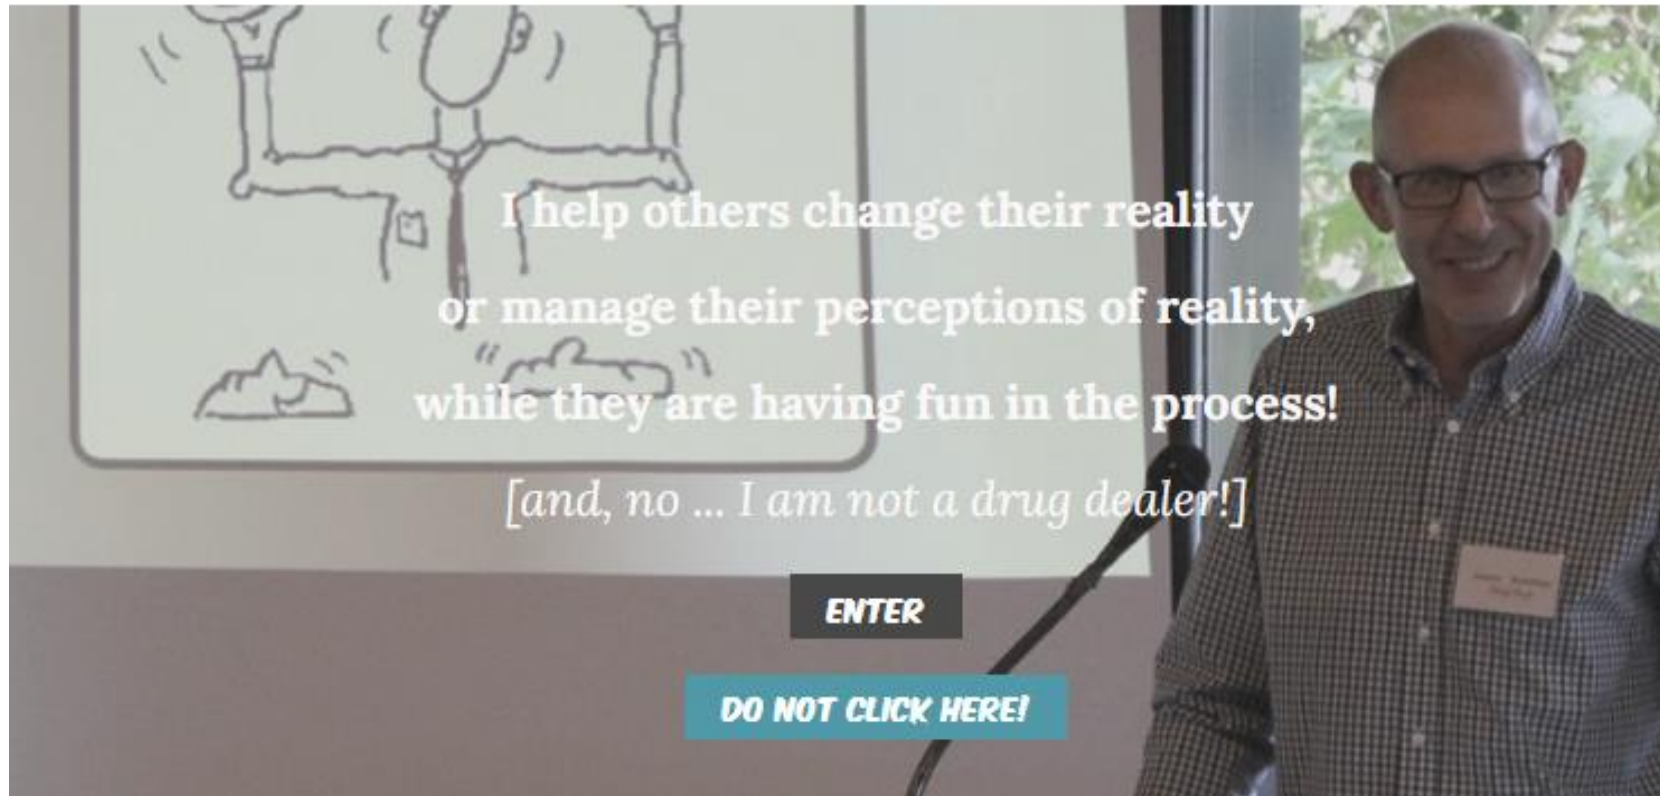 I help others change their reality
or manage their perceptions of reality,
while they are having fun in the process!
[and, no ... I am not a drug dealer!]
ENTER
DO NOT CLICK HERE!